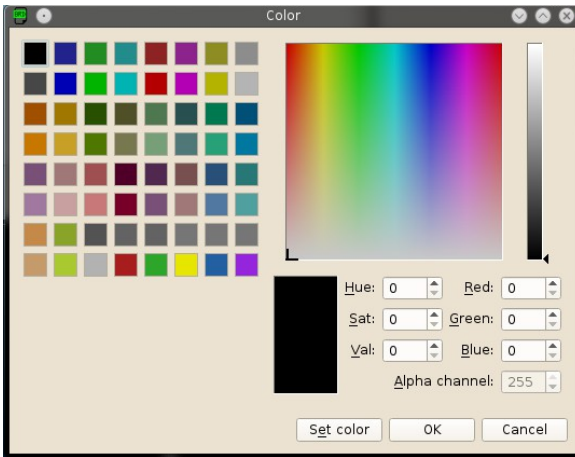 Color
Hue: 0 Red: 0
Sat: 0 Green: 0
Val: 0 Blue: 0
Alpha channel: 255
Set color OK Cancel